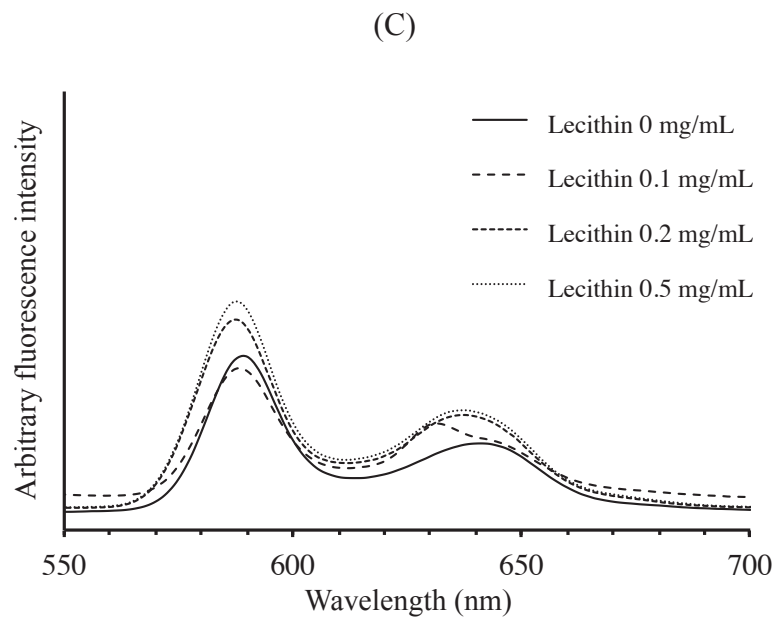 (C)
Arbitrary fluorescence intensity
Lecithin 0 mg/mL
Lecithin 0.1 mg/mL
Lecithin 0.2 mg/mL
Lecithin 0.5 mg/mL
550 600 650 700
Wavelength (nm)